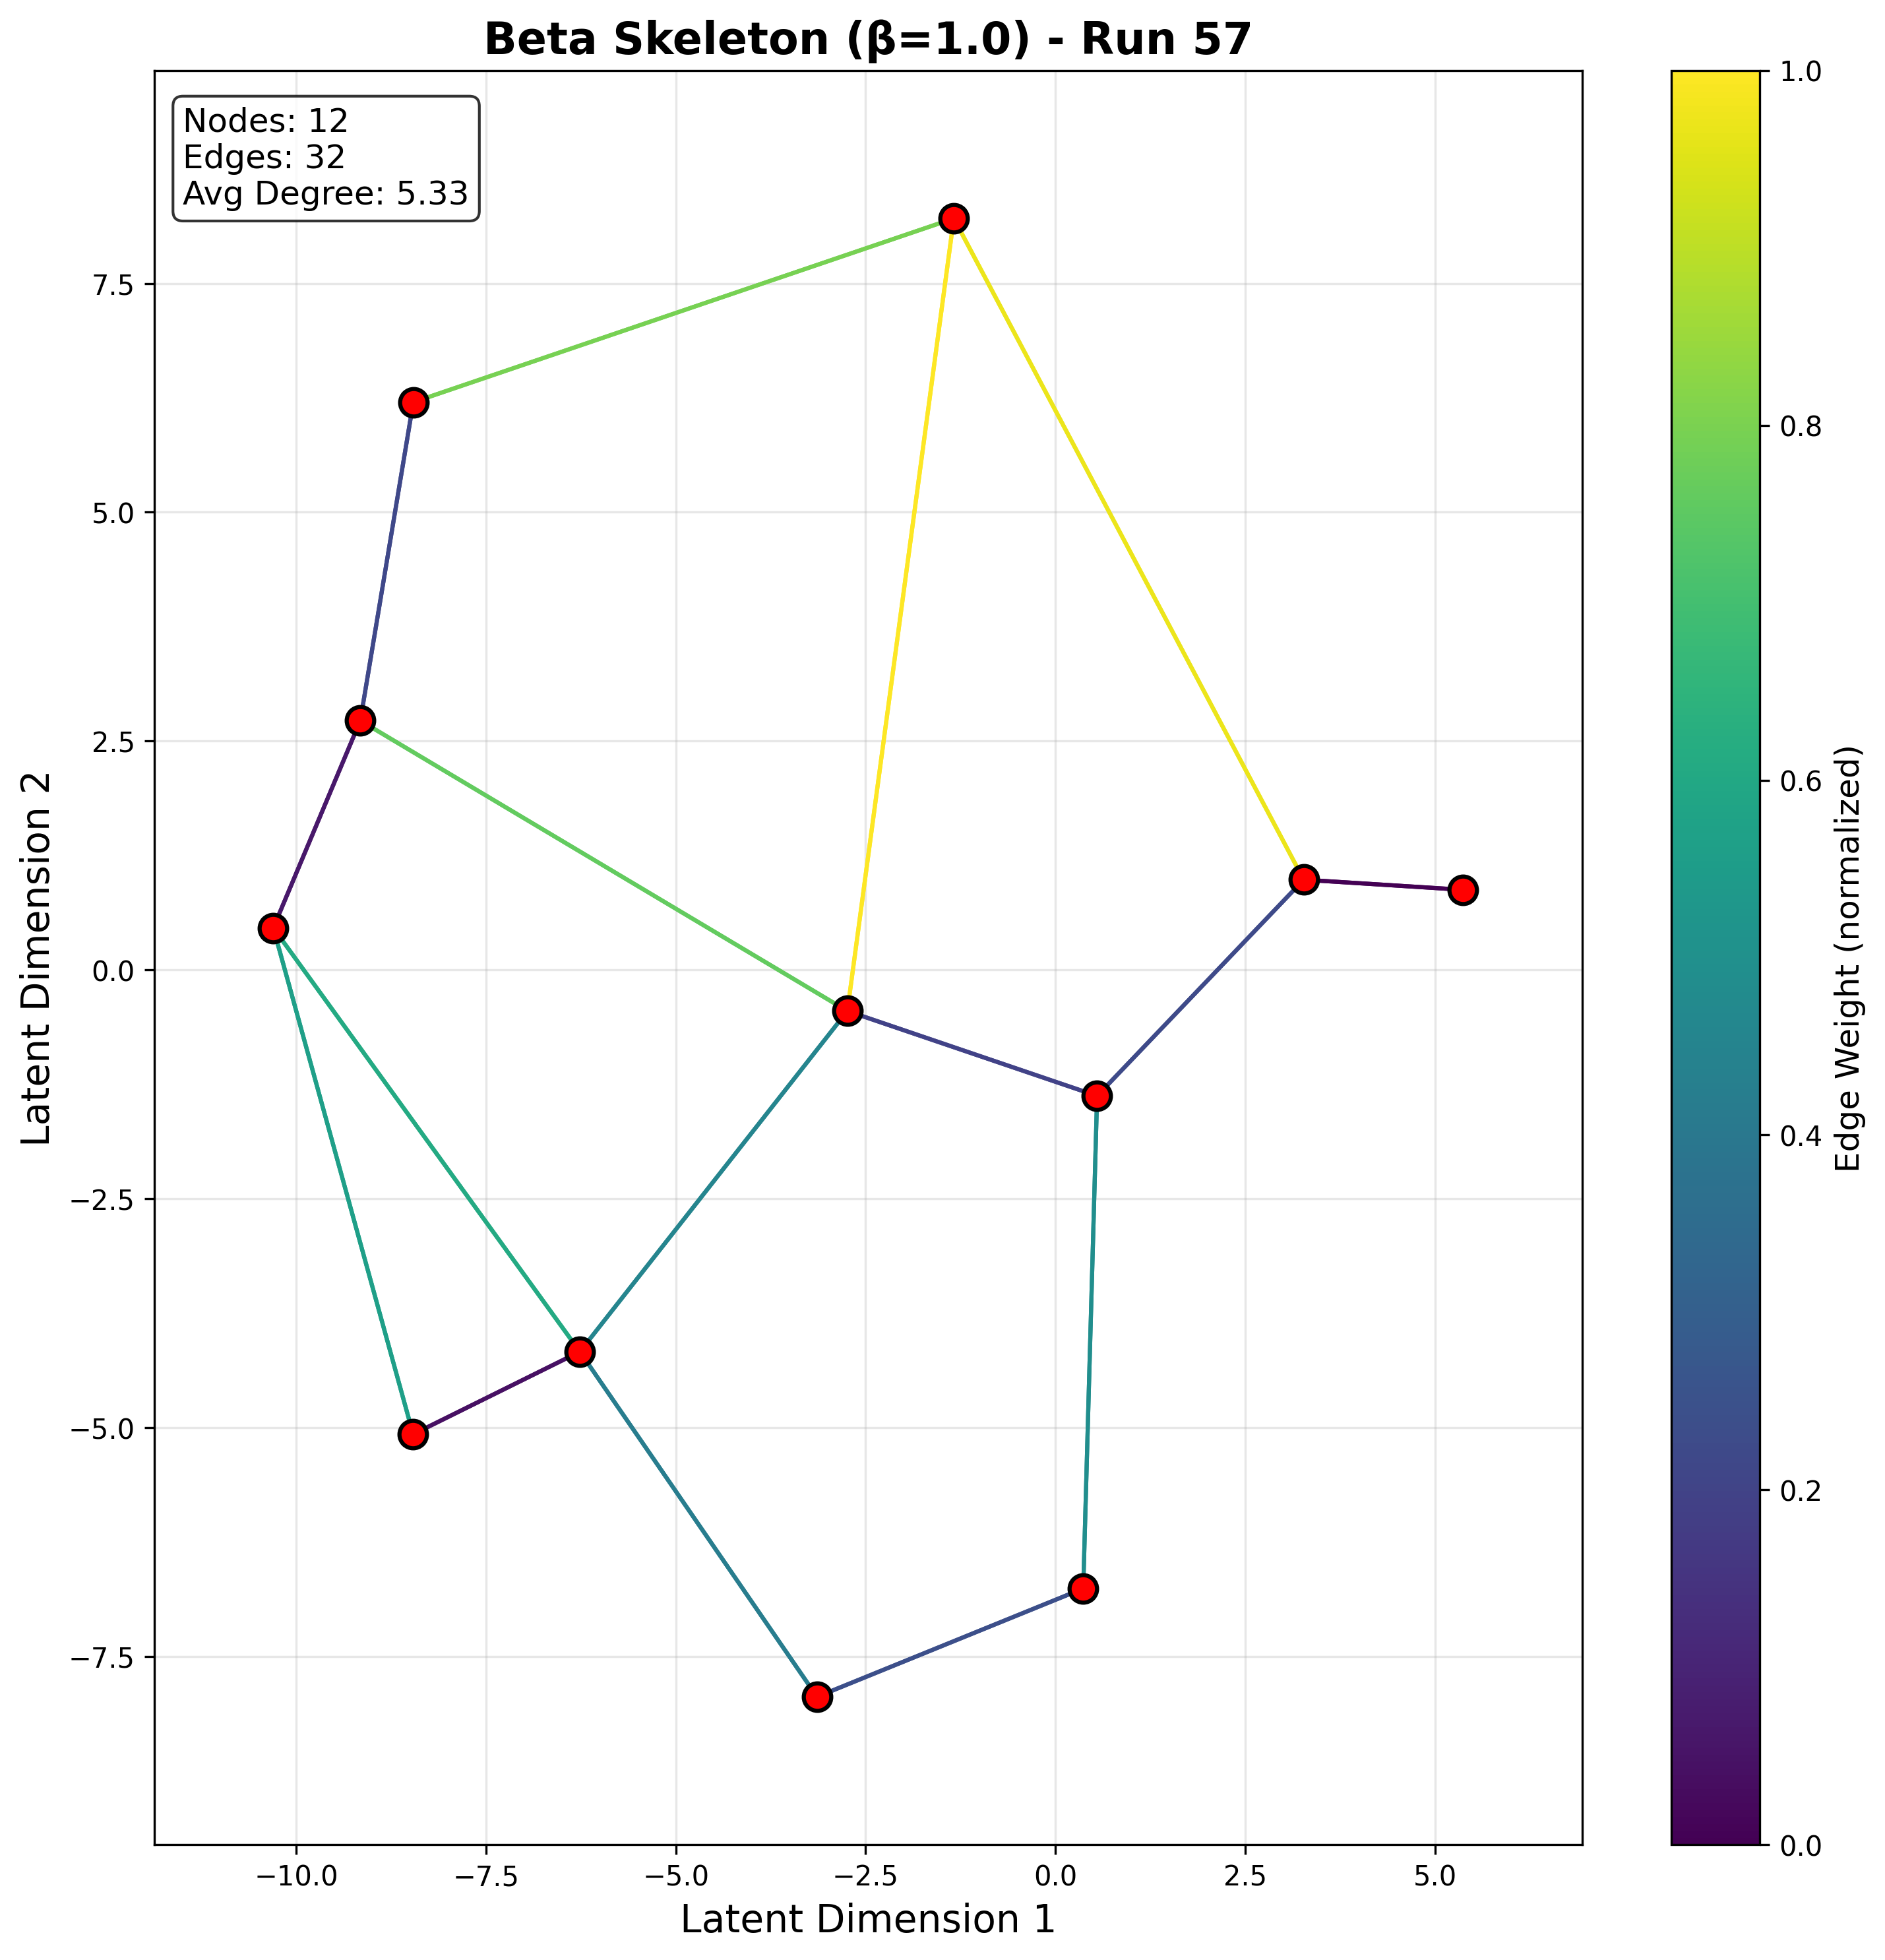 Beta Skeleton (β=1.0) - Run 57
Nodes: 12
Edges: 32
Avg Degree: 5.33
7.5
5.0
2.5
0.0
−2.5
−5.0
−7.5
Latent Dimension 2
−10.0
−7.5
−5.0
−2.5
0.0
2.5
5.0
Latent Dimension 1
1.0
0.8
0.6
0.4
0.2
0.0
Edge Weight (normalized)